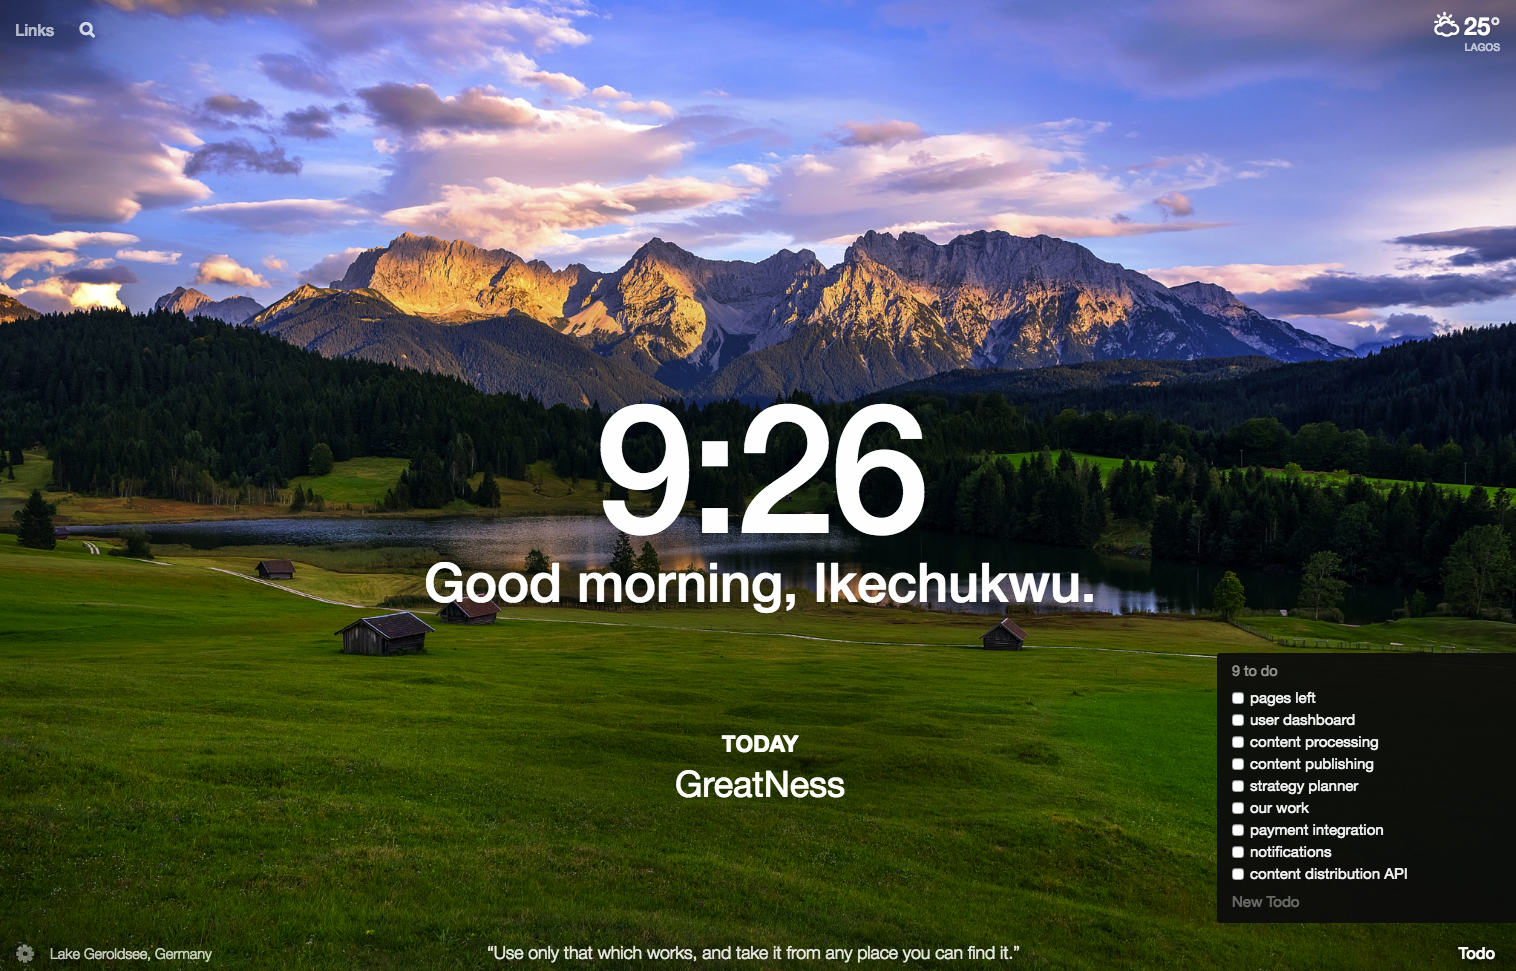 Links
25°
LAGOS
9:26
Good morning, Ikechukwu.
TODAY
GreatNess
9 to do
pages left
user dashboard
content processing
content publishing
strategy planner
our work
payment integration
notifications
content distribution API
New Todo
Lake Geroldsee, Germany
“Use only that which works, and take it from any place you can find it.”
Todo